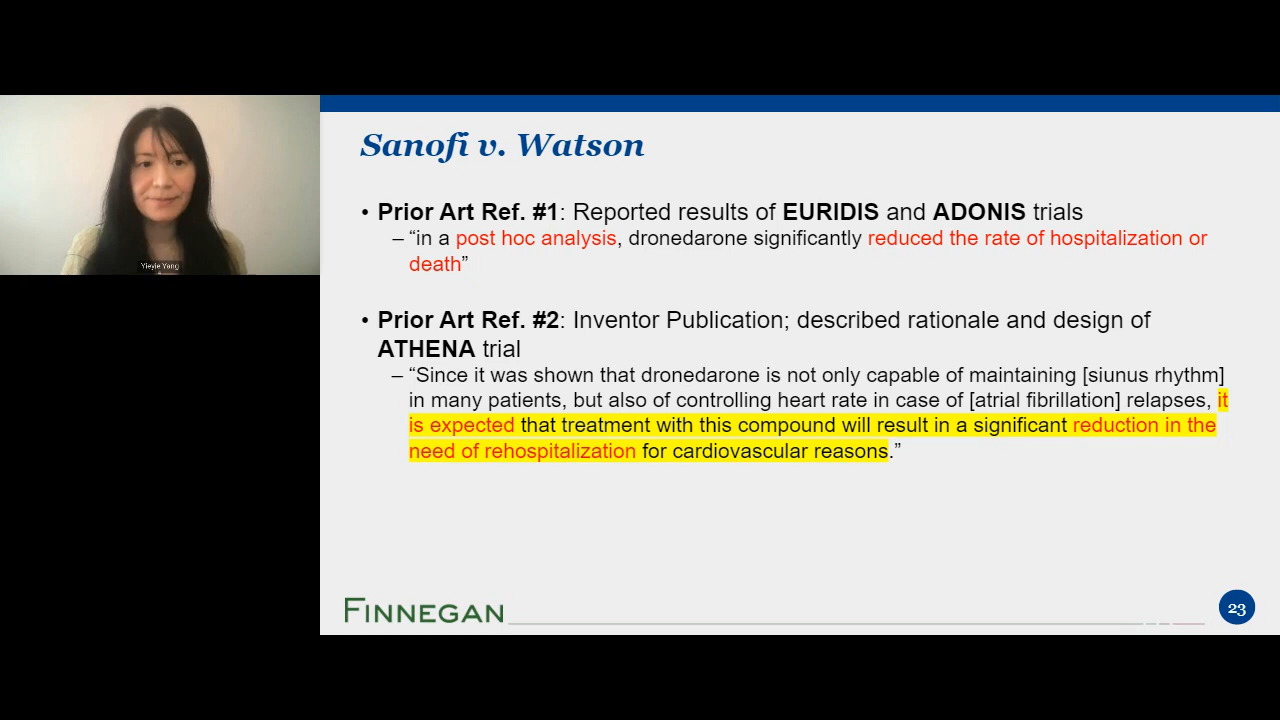 Sanofi v. Watson
• Prior Art Ref. #1: Reported results of EURIDIS and ADONIS trials
– “in a post hoc analysis, dronedarone significantly reduced the rate of hospitalization or
death”
• Prior Art Ref. #2: Inventor Publication; described rationale and design of
ATHENA trial
– “Since it was shown that dronedarone is not only capable of maintaining [siunus rhythm]
in many patients, but also of controlling heart rate in case of [atrial fibrillation] relapses, it
is expected that treatment with this compound will result in a significant reduction in the
need of rehospitalization for cardiovascular reasons.”
Yieyie Yang
FINNEGAN
23